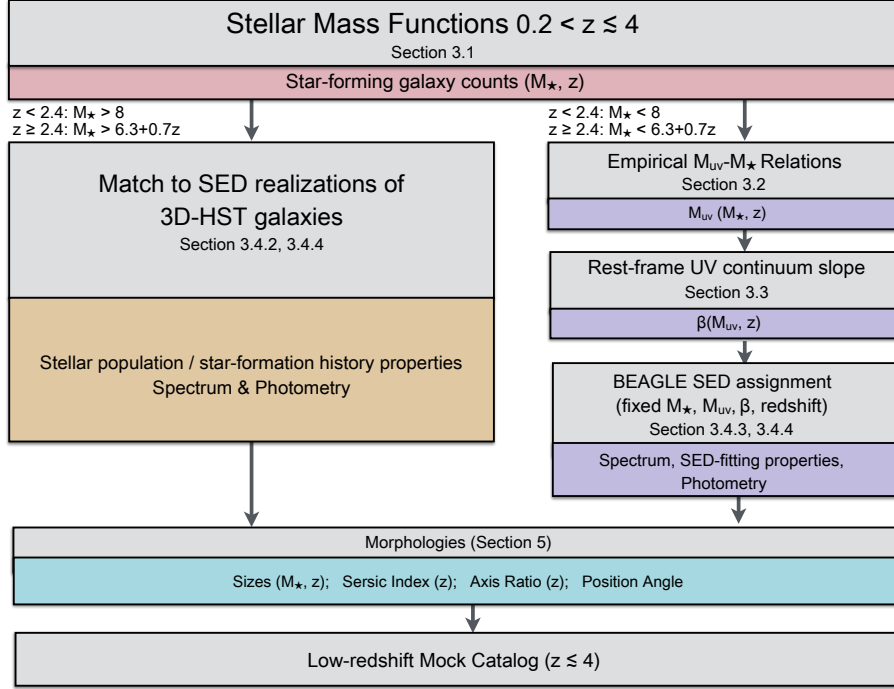 Stellar Mass Functions 0.2 < z ≲ 4
Section 3.1
Star-forming galaxy counts (M★, z)
z < 2.4: M★ > 8
z ≥ 2.4: M★ > 6.3+0.7z
Match to SED realizations of
3D-HST galaxies
Section 3.4.2, 3.4.4
Stellar population / star-formation history properties
Spectrum & Photometry
z < 2.4: M★ < 8
z ≥ 2.4: M★ < 6.3+0.7z
Empirical Muv-M★ Relations
Section 3.2
Muv (M★, z)
Rest-frame UV continuum slope
Section 3.3
β(Muv, z)
BEAGLE SED assignment
(fixed M★, Muv, β, redshift)
Section 3.4.3, 3.4.4
Spectrum, SED-fitting properties,
Photometry
Morphologies (Section 5)
Sizes (M★, z); Sersic Index (z); Axis Ratio (z); Position Angle
Low-redshift Mock Catalog (z ≲ 4)